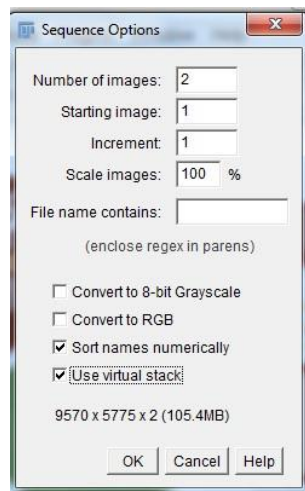 Sequence Options
Number of images: 2
Starting image: 1
Increment: 1
Scale images: 100 %
File name contains:
(enclose regex in parens)
Convert to 8-bit Grayscale
Convert to RGB
Sort names numerically
Use virtual stack
9570 x 5775 x 2 (105.4MB)
OK Cancel Help